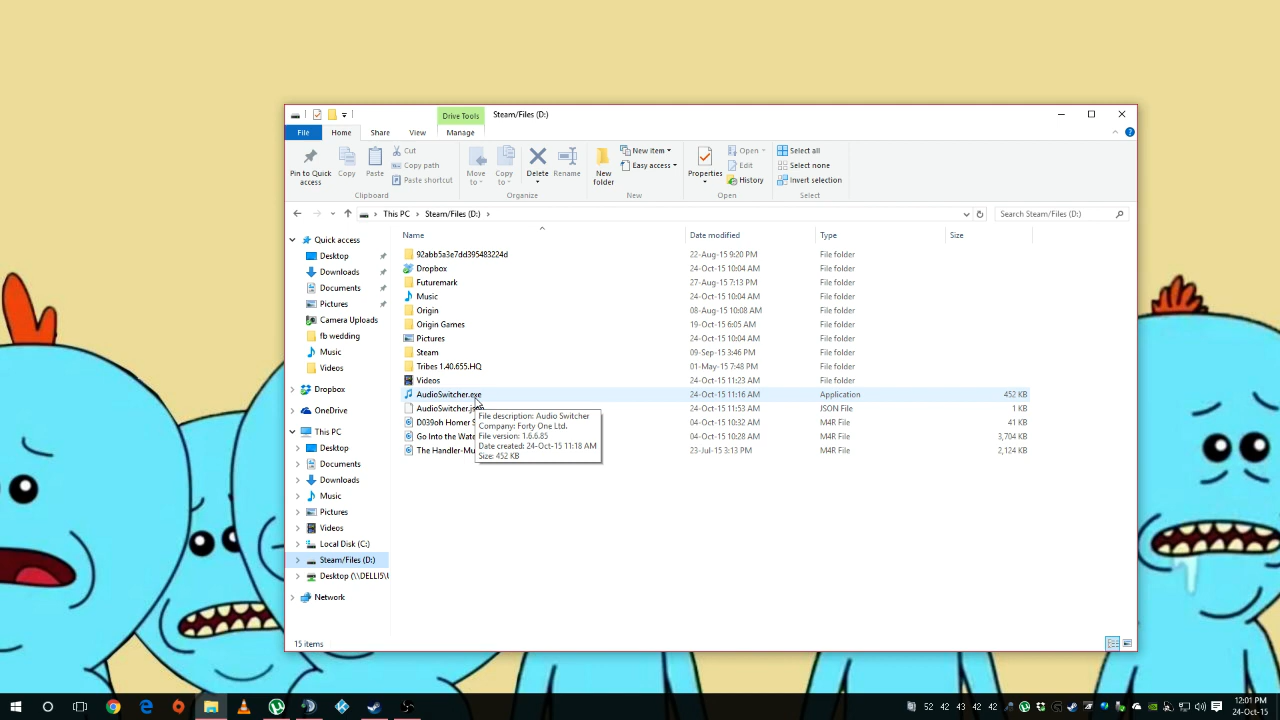 Drive Tools
Steam/Files (D:)
File
Home
Share
View
Manage
Pin to Quick access
Copy
Paste
Cut
Copy path
Paste shortcut
Clipboard
Move to
Copy to
Delete
Rename
Organize
New folder
New item
Easy access
New
Properties
Open
Edit
History
Open
Select all
Select none
Invert selection
Select
This PC > Steam/Files (D:) >
Search Steam/Files (D:)
Name Date modified Type Size
Quick access
Desktop
Downloads
Documents
Pictures
Camera Uploads
fb wedding
Music
Videos
Dropbox
OneDrive
This PC
Desktop
Documents
Downloads
Music
Pictures
Videos
Local Disk (C:)
Steam/Files (D:)
Desktop (\\DELLI5\U
Network
92abb5a3e7dd395483224d 22-Aug-15 9:20 PM File folder
Dropbox 24-Oct-15 10:04 AM File folder
Futuremark 27-Aug-15 7:13 PM File folder
Music 24-Oct-15 10:04 AM File folder
Origin 08-Aug-15 10:08 AM File folder
Origin Games 19-Oct-15 6:05 AM File folder
Pictures 24-Oct-15 10:04 AM File folder
Steam 09-Sep-15 3:46 PM File folder
Tribes 1.40.655.HQ 01-May-15 7:48 PM File folder
Videos 24-Oct-15 11:23 AM File folder
AudioSwitcher.exe 24-Oct-15 11:16 AM Application 452 KB
AudioSwitcher.json 24-Oct-15 11:53 AM JSON File 1 KB
D039oh Homer S 04-Oct-15 10:32 AM M4R File 41 KB
Go Into the Wate 04-Oct-15 10:28 AM M4R File 3,704 KB
The Handler-Mu 23-Jul-15 3:13 PM M4R File 2,124 KB
File description: Audio Switcher
Company: Forty One Ltd.
File version: 1.6.6.85
Date created: 24-Oct-15 11:18 AM
Size: 452 KB
15 items
52 42 43 42 42
12:01 PM
24-Oct-15